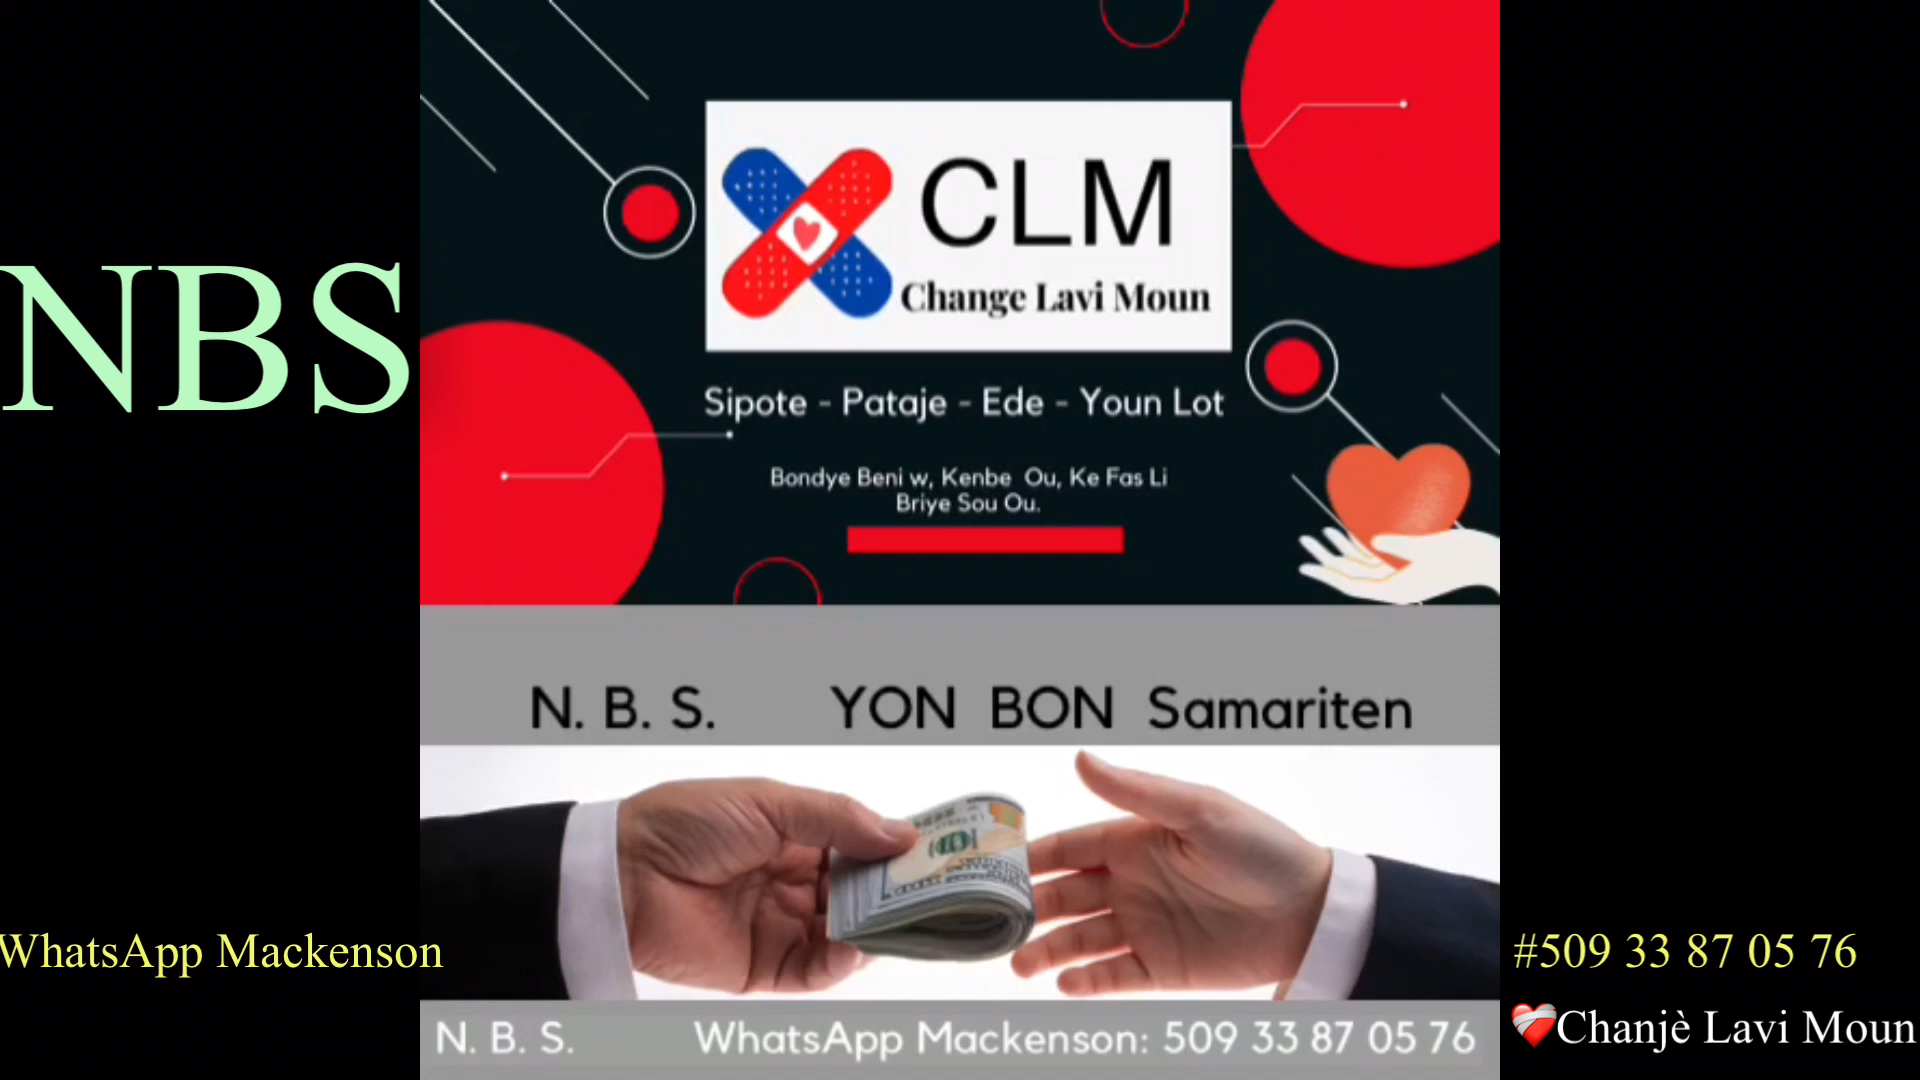 NBS
CLM
Change Lavi Moun
Sipote - Pataje - Ede - Youn Lot
Bondye Beni w, Kenbe Ou, Ke Fas Li
Briye Sou Ou.
N. B. S. YON BON Samariten
WhatsApp Mackenson
#509 33 87 05 76
N. B. S. WhatsApp Mackenson: 509 33 87 05 76
❤️‍🩹Chanjè Lavi Moun